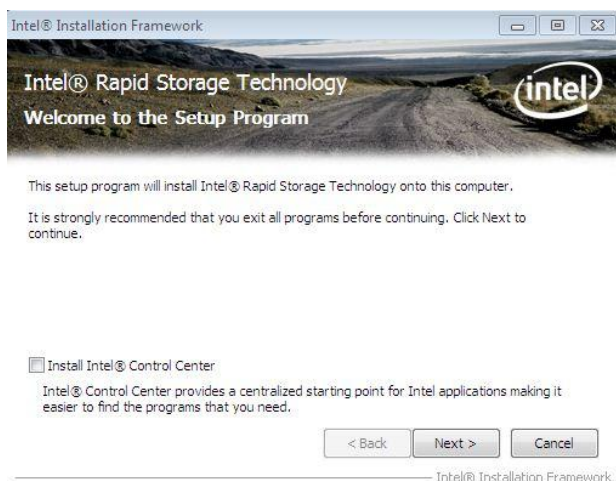 Intel® Installation Framework
Intel® Rapid Storage Technology
intel
Welcome to the Setup Program
This setup program will install Intel® Rapid Storage Technology onto this computer.
It is strongly recommended that you exit all programs before continuing. Click Next to
continue.
Install Intel® Control Center
Intel® Control Center provides a centralized starting point for Intel applications making it
easier to find the programs that you need.
< Back Next > Cancel
Intel® Installation Framework